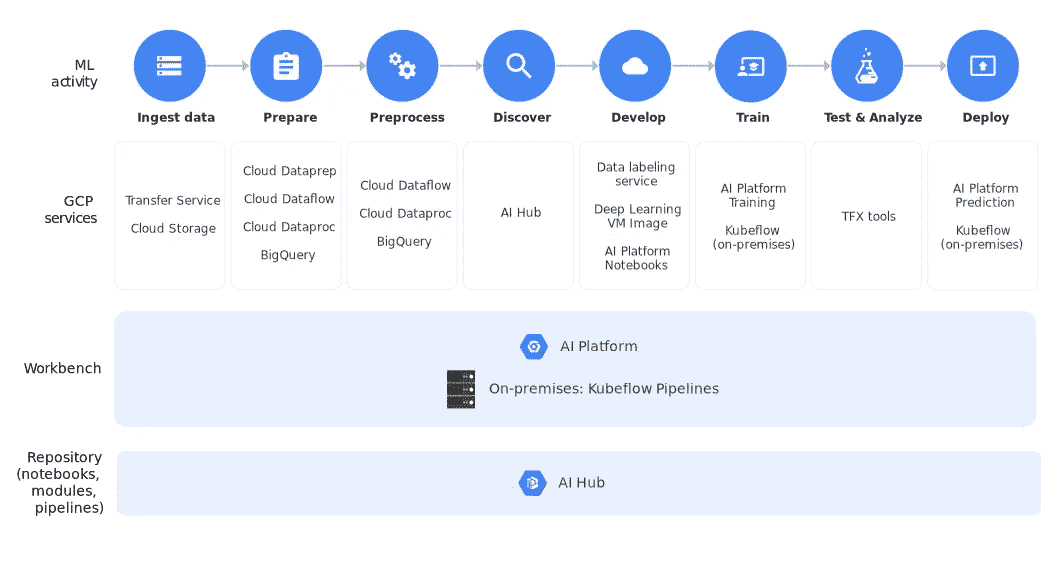 ML
activity
Ingest data
Prepare
Preprocess
Discover
Develop
Train
Test & Analyze
Deploy
GCP
services
Transfer Service
Cloud Storage
Cloud Dataprep
Cloud Dataflow
Cloud Dataproc
BigQuery
Cloud Dataflow
Cloud Dataproc
BigQuery
AI Hub
Data labeling
service
Deep Learning
VM Image
AI Platform
Notebooks
AI Platform
Training
Kubeflow
(on-premises)
TFX tools
AI Platform
Prediction
Kubeflow
(on-premises)
Workbench
AI Platform
On-premises: Kubeflow Pipelines
Repository
(notebooks,
modules,
pipelines)
AI Hub